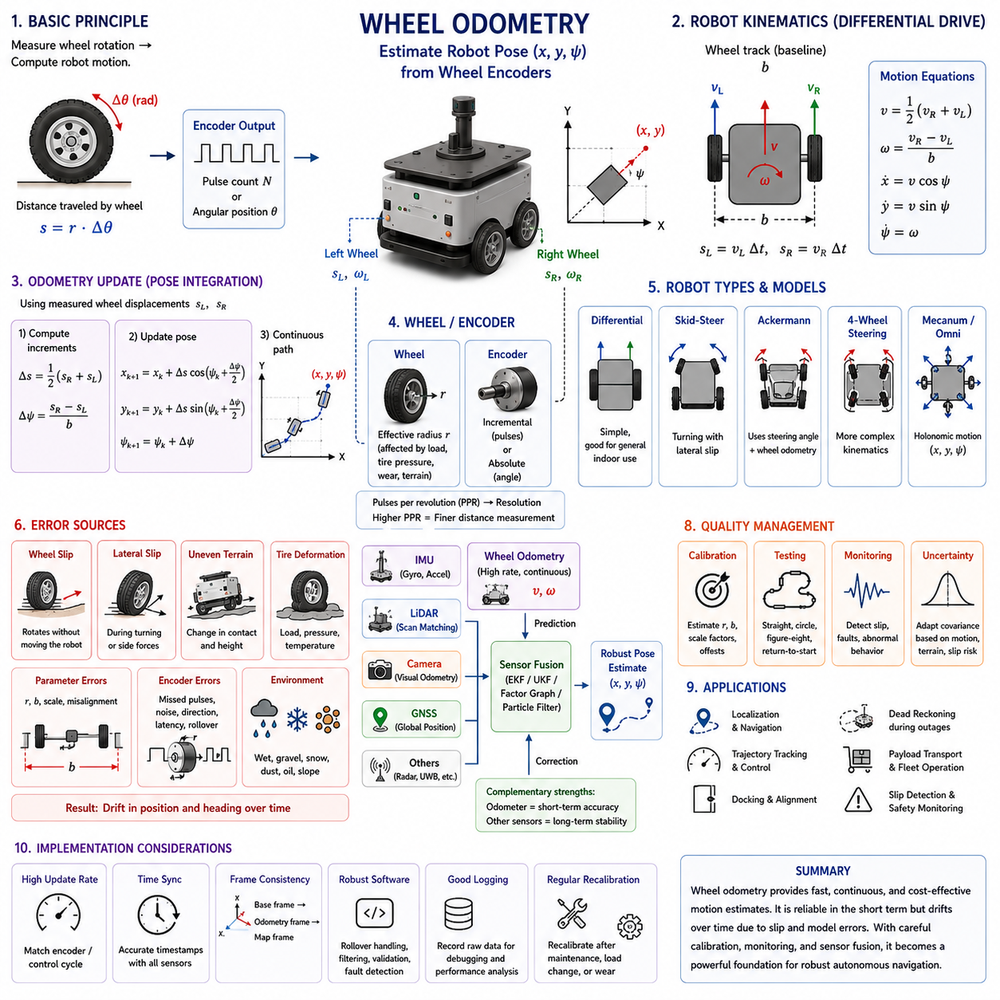 WHEEL ODOMETRY
Estimate Robot Pose (x, y, ψ)
from Wheel Encoders
1. BASIC PRINCIPLE
Measure wheel rotation →
Compute robot motion.
Δθ (rad)
Distance traveled by wheel
s = r · Δθ
Encoder Output
Pulse count N
or
Angular position θ
Left Wheel
s_L, ω_L
Right Wheel
s_R, ω_R
Y
(x, y)
ψ
X
2. ROBOT KINEMATICS (DIFFERENTIAL DRIVE)
Wheel track (baseline)
b
v_L
v_R
v
ω
b
s_L = v_L Δt, s_R = v_R Δt
Motion Equations
v = 1/2 (v_R + v_L)
ω = (v_R − v_L)/b
ẋ = v cos ψ
ẏ = v sin ψ
ψ̇ = ω
3. ODOMETRY UPDATE (POSE INTEGRATION)
Using measured wheel displacements s_L, s_R
1) Compute
increments
Δs = 1/2 (s_R + s_L)
Δψ = (s_R − s_L)/b
2) Update pose
x_{k+1} = x_k + Δs cos(ψ_k + Δψ/2)
y_{k+1} = y_k + Δs sin(ψ_k + Δψ/2)
ψ_{k+1} = ψ_k + Δψ
3) Continuous
path
Y
(x, y, ψ)
X
4. WHEEL / ENCODER
Wheel
r
Effective radius r
(affected by load,
tire pressure,
wear, terrain)
Encoder
Incremental
(pulses)
or
Absolute
(angle)
Pulses per revolution (PPR) → Resolution
Higher PPR = Finer distance measurement
5. ROBOT TYPES & MODELS
Differential
Simple,
good for general
indoor use
Skid-Steer
Turning with
lateral slip
Ackermann
Uses steering angle
+ wheel odometry
4-Wheel
Steering
More complex
kinematics
Mecanum /
Omni
Holonomic motion
(x, y, ψ)
6. ERROR SOURCES
Wheel Slip
Rotates without
moving the robot
Lateral Slip
During turning
or side forces
Uneven Terrain
Change in contact
and height
Tire Deformation
Load, pressure,
temperature
Parameter Errors
r, b, scale, misalignment
b
Encoder Errors
Missed pulses,
noise, direction,
latency, rollover
r
Environment
Wet, gravel, snow,
dust, oil, slope
Result: Drift in position and heading over time
IMU
(Gyro, Accel)
LiDAR
(Scan Matching)
Camera
(Visual Odometry)
GNSS
(Global Position)
Others
(Radar, UWB, etc.)
Wheel Odometry
(High rate, continuous)
v, ω
Prediction
Sensor Fusion
(EKF / UKF /
Factor Graph /
Particle Filter)
Robust Pose
Estimate
(x, y, ψ)
Correction
Complementary strengths:
Odometer = short-term accuracy
Other sensors = long-term stability
8. QUALITY MANAGEMENT
Calibration
Estimate r, b,
scale factors,
offests
Testing
Straight, circle,
figure-eight,
return-to-start
Monitoring
Detect slip,
faults, abnormal
behavior
Uncertainty
Adapt covariance
based on motion,
terrain, slip risk
9. APPLICATIONS
Localization
& Navigation
Dead Reckoning
during outages
Trajectory Tracking
& Control
Payload Transport
& Fleet Operation
Docking & Alignment
Slip Detection &
Safety Monitoring
10. IMPLEMENTATION CONSIDERATIONS
High Update Rate
Match encoder /
control cycle
Time Sync
Accurate timestamps
with all sensors
Frame Consistency
X
X.
Base frame →
Odometry frame →
Map frame
Robust Software
</>
Rollover handling,
filtering, validation,
fault detection
Good Logging
Record raw data for
debugging and
performance analysis
Regular Recalibration
Recalibrate after
maintenance, load
change, or wear
SUMMARY
Wheel odometry provides fast, continuous, and cost-effective
motion estimates. It is reliable in the short term but drifts
over time due to slip and model errors. With careful
calibration, monitoring, and sensor fusion, it becomes a
powerful foundation for robust autonomous navigation.